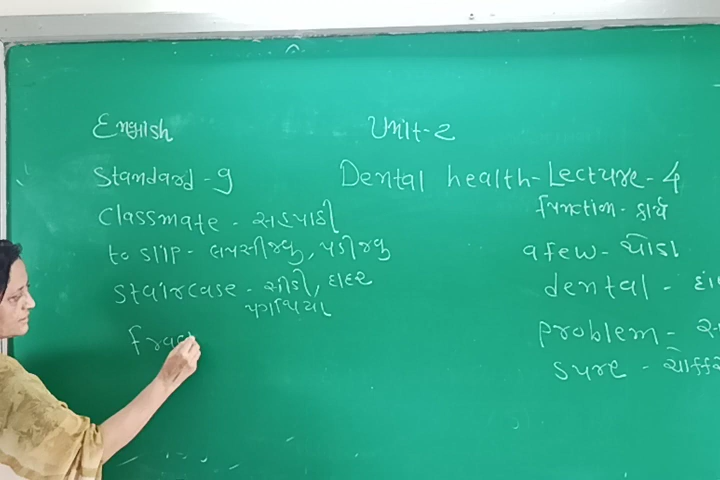 English Unit-2
Standard - 9 Dental health - Lecture - 4
Classmate - સહપાઠી
function - કાર્ય
to slip - લપસીજવુ, પડીજવુ
a few - થોડા
Staircase - સીડી, દાદર
પગથિયા
dental -
problem -
Sure -